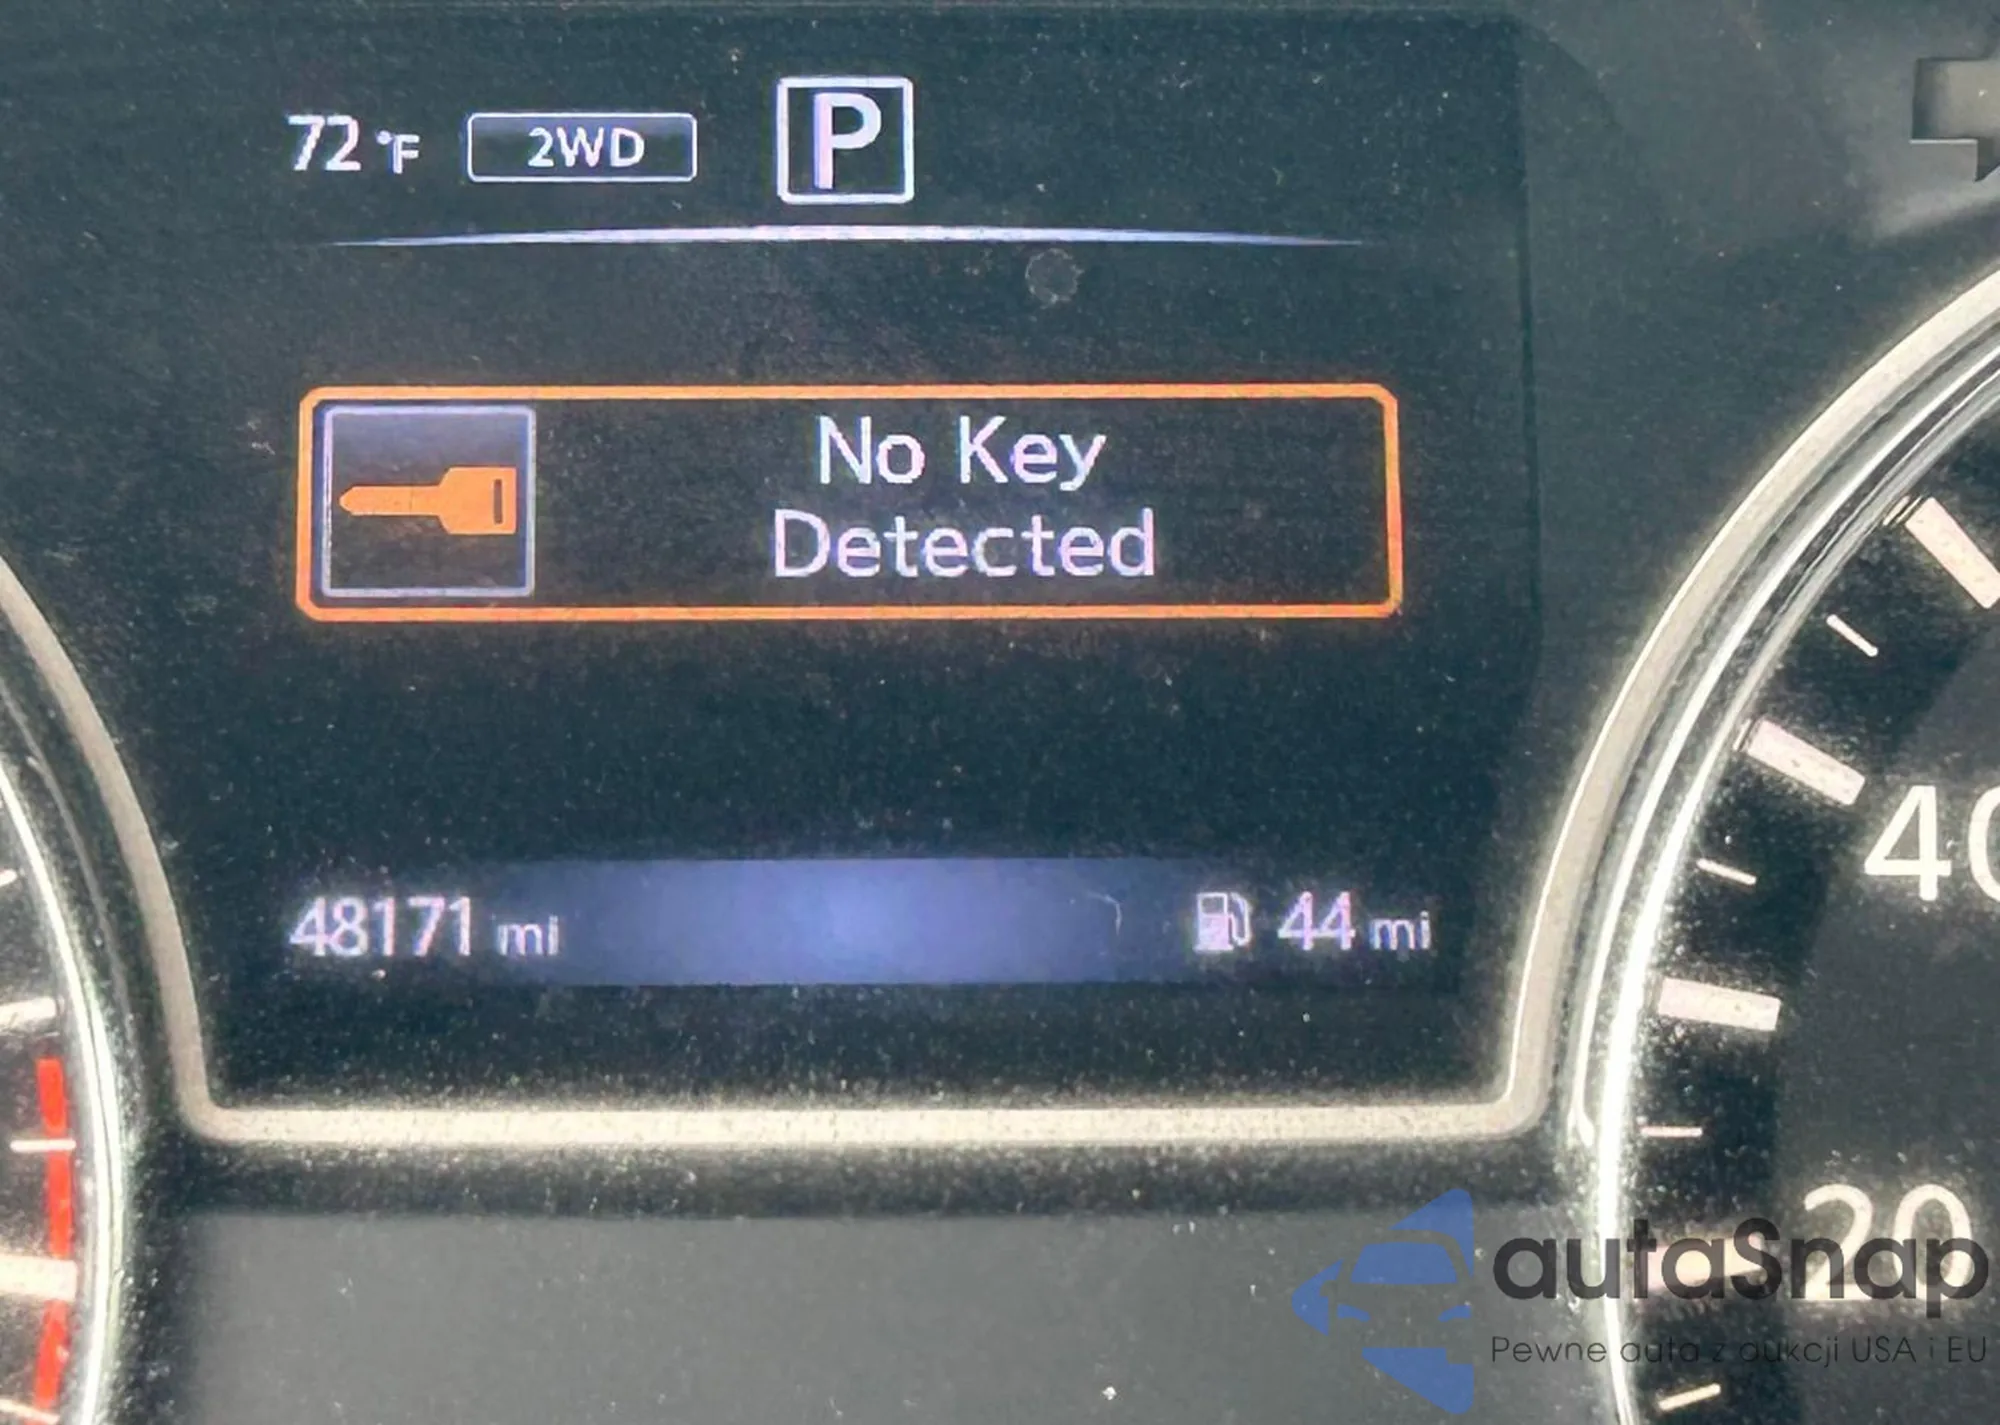 72 °F 2WD P
No Key
Detected
48171 mi 44 mi
40
20
autaSnap
Pewne auta z aukcji USA i EU